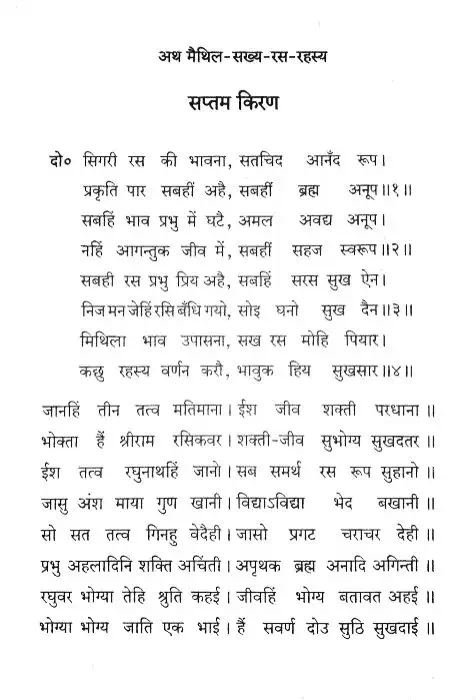 अथ मैथिल-सख्य-रस-रहस्य
सप्तम किरण
दो० सिगरी रस की भावना, सतचिद आनँद रूप।
प्रकृति पार सबहीं अहै, सबहीं ब्रह्म अनूप॥१॥
सबहिं भाव प्रभु में घटै, अमल अवद्य अनूप।
नहिं आगन्तुक जीव में, सबहीं सहज स्वरूप॥२॥
सबही रस प्रभु प्रिय अहै, सबहिं सरस सुख ऐन।
निज मन जेहिं रसि बँधि गयो, सोइ घनो सुख दैन॥३॥
मिथिला भाव उपासना, सख रस मोहि पियार।
कछु रहस्य वर्णन करौ, भावुक हिय सुखसार॥४॥
जानहिं तीन तत्व मतिमाना। ईश जीव शक्ती परधाना॥
भोक्ता हैं श्रीराम रसिकवर। शक्ती-जीव सुभोग्य सुखदतर॥
ईश तत्व रघुनाथहिं जानो। सब समर्थ रस रूप सुहानो॥
जासु अंश माया गुण खानी। विद्याऽविद्या भेद बखानी॥
सो सत तत्व गिनहु वेदैही। जासो प्रगट चराचर देही॥
प्रभु अहलादिनि शक्ति अचिंती। अपृथक ब्रह्म अनादि अगिन्ती॥
रघुवर भोग्या तेहि श्रुति कहई। जीवहिं भोग्य बतावत अहई॥
भोग्या भोग्य जाति एक भाई। हैं सवर्ण दोउ सुठि सुखदाई॥